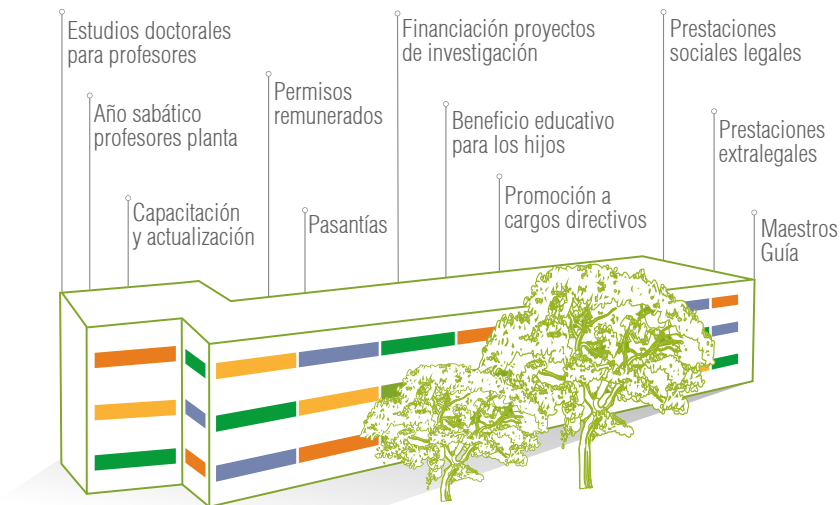 Estudios doctorales
para profesores
Año sabático
profesores planta
Capacitación
y actualización
Permisos
remunerados
Pasantías
Financiación proyectos
de investigación
Beneficio educativo
para los hijos
Promoción a
cargos directivos
Prestaciones
sociales legales
Prestaciones
extralegales
Maestros
Guía